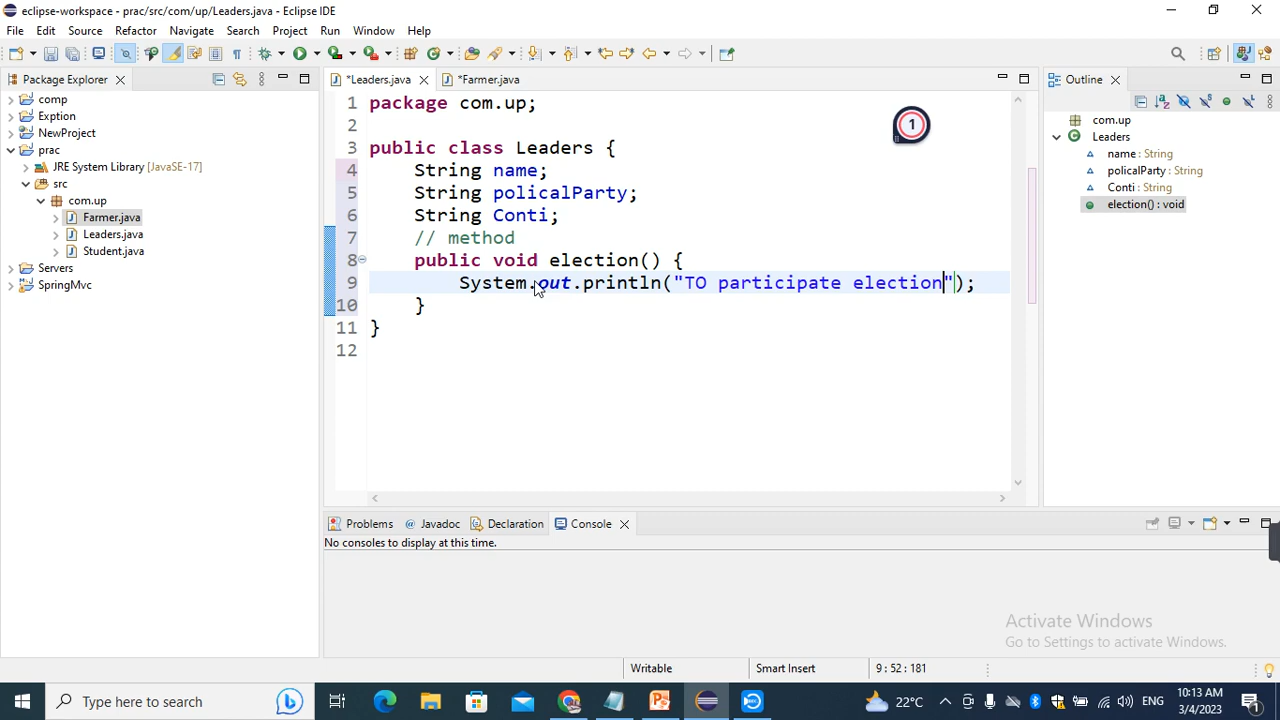 eclipse-workspace - prac/src/com/up/Leaders.java - Eclipse IDE
File Edit Source Refactor Navigate Search Project Run Window Help
Package Explorer
comp
Exption
NewProject
prac
JRE System Library [JavaSE-17]
src
com.up
Farmer.java
Leaders.java
Student.java
Servers
SpringMvc
*Leaders.java *Farmer.java
1 package com.up;
2
3 public class Leaders {
4 String name;
5 String policalParty;
6 String Conti;
7 // method
8 public void election() {
9 System.out.println("TO participate election");
10 }
11 }
12
1
Outline
com.up
Leaders
name : String
policalParty : String
Conti : String
election() : void
Problems Javadoc Declaration Console
No consoles to display at this time.
Activate Windows
Go to Settings to activate Windows.
Writable Smart Insert 9 : 52 : 181
Type here to search
22°C
ENG
10:13 AM
3/4/2023
1